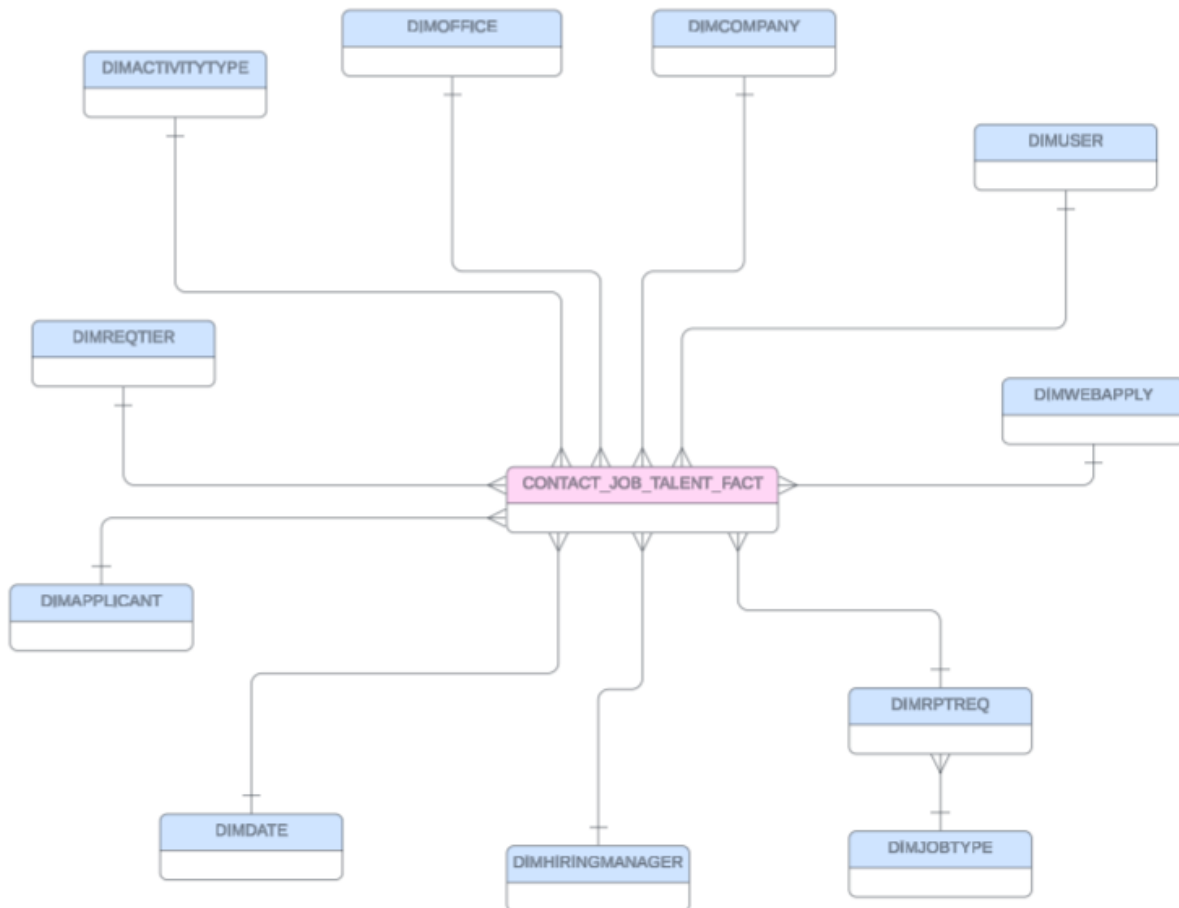 DIMOFFICE
DIMCOMPANY
DIMACTIVITYTYPE
DIMUSER
DIMREQTIER
DIMWEBAPPLY
CONTACT_JOB_TALENT_FACT
DIMAPPLICANT
DIMRPTREQ
DIMDATE
DIMHIRINGMANAGER
DIMJOBTYPE